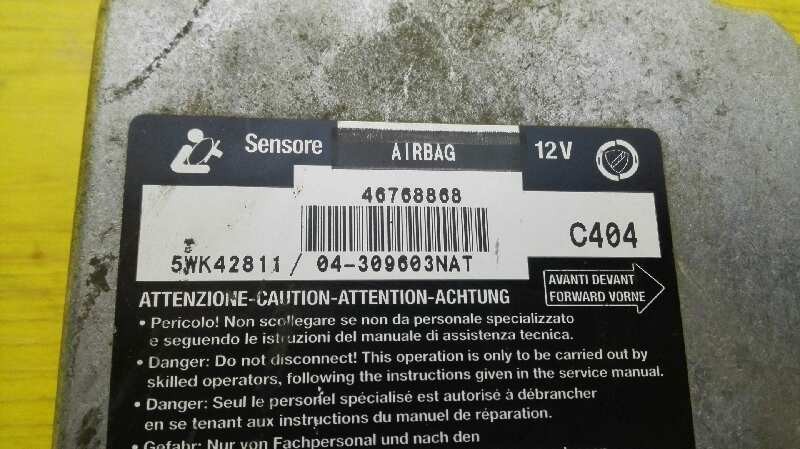 Sensore AIRBAG 12V
46768868
C404
5WK42811 / 04-309603NAT
AVANTI DEVANT
FORWARD VORNE
ATTENZIONE-CAUTION-ATTENTION-ACHTUNG
• Pericolo! Non scollegare se non da personale specializzato
e seguendo le istruzioni del manuale di assistenza tecnica.
• Danger: Do not disconnect! This operation is only to be carried out by
skilled operators, following the instructions given in the service manual.
• Danger: Seul le personel spécialisé est autorisé à débrancher
en se tenant aux instructions du manuel de réparation.
• Gefahr: Nur von Fachpersonal und nach den